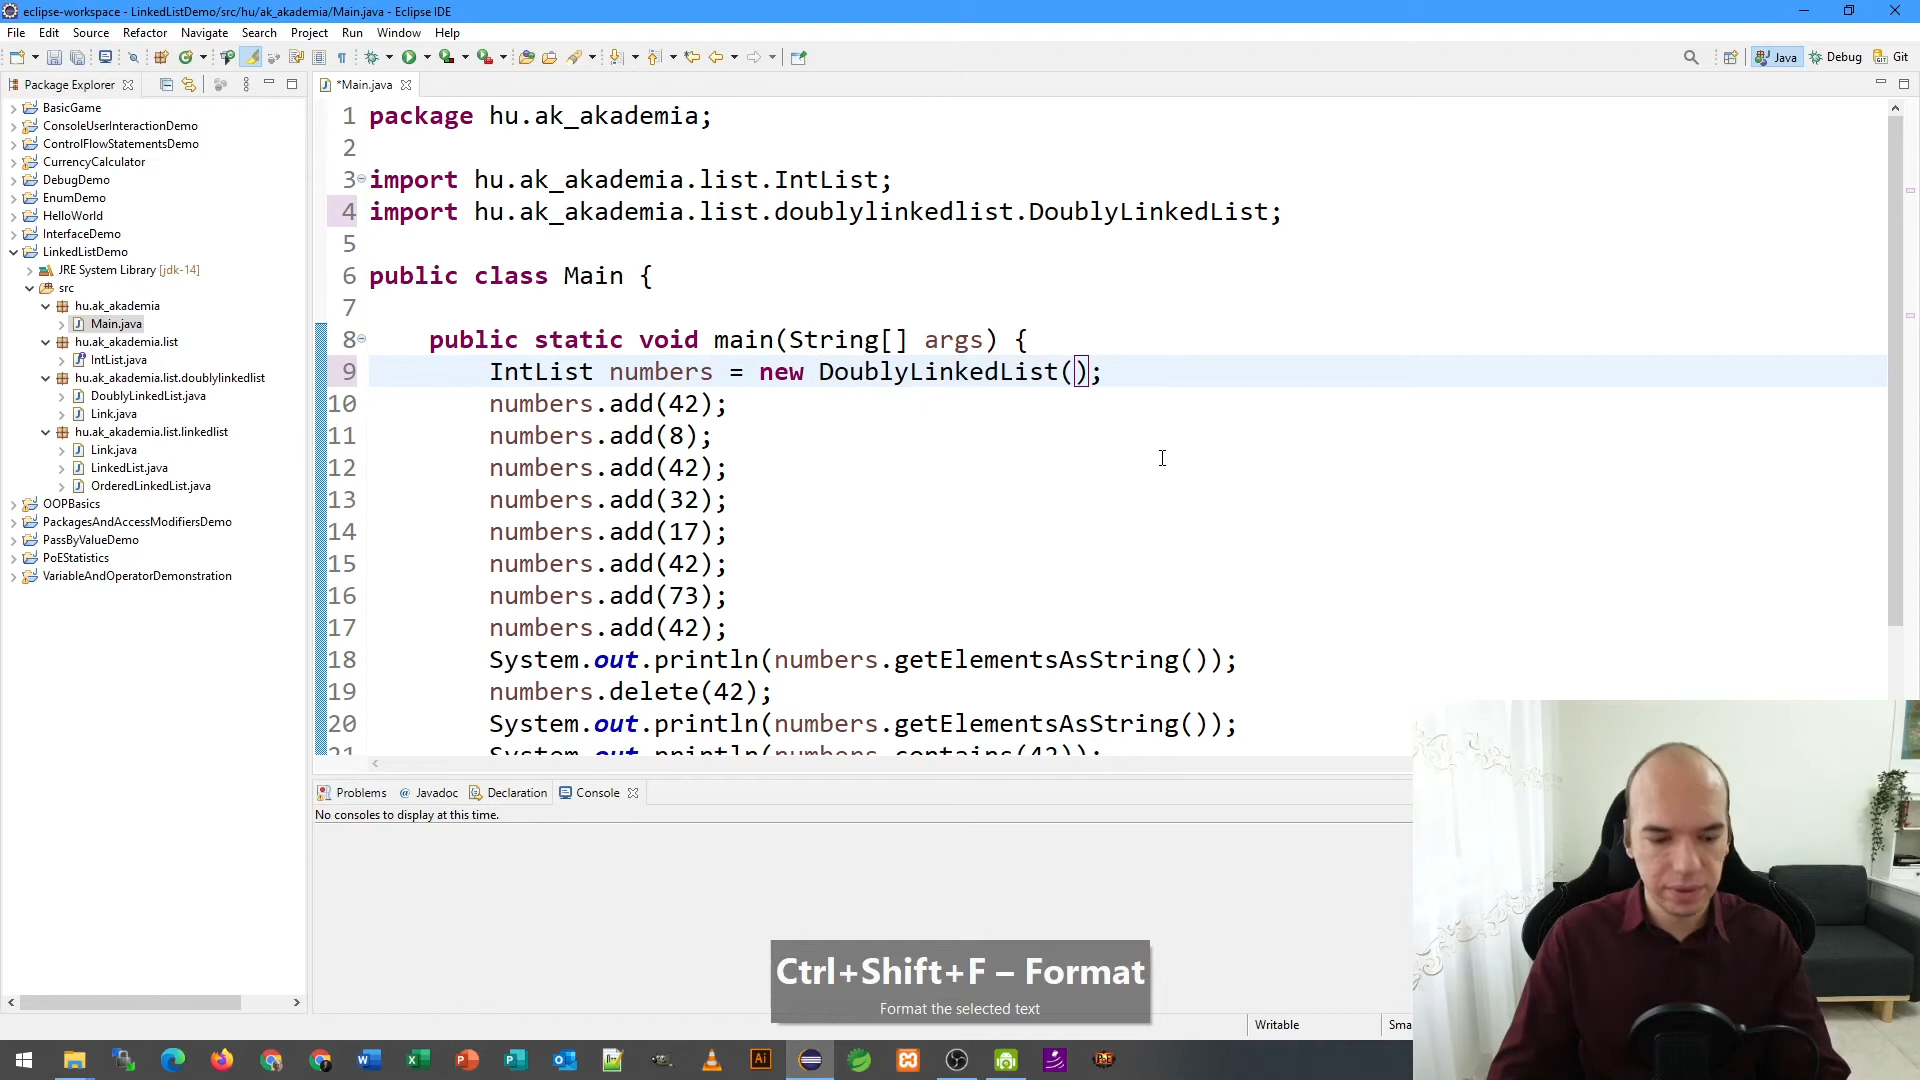 eclipse-workspace - LinkedListDemo/src/hu/ak_akademia/Main.java - Eclipse IDE
File Edit Source Refactor Navigate Search Project Run Window Help
Java Debug Git
Package Explorer
*Main.java
BasicGame
ConsoleUserInteractionDemo
ControlFlowStatementsDemo
CurrencyCalculator
DebugDemo
EnumDemo
HelloWorld
InterfaceDemo
LinkedListDemo
JRE System Library [jdk-14]
src
hu.ak_akademia
Main.java
hu.ak_akademia.list
IntList.java
hu.ak_akademia.list.doublylinkedlist
DoublyLinkedList.java
Link.java
hu.ak_akademia.list.linkedlist
Link.java
LinkedList.java
OrderedLinkedList.java
OOPBasics
PackagesAndAccessModifiersDemo
PassByValueDemo
PoEStatistics
VariableAndOperatorDemonstration
1 package hu.ak_akademia;
2
3 import hu.ak_akademia.list.IntList;
4 import hu.ak_akademia.list.doublylinkedlist.DoublyLinkedList;
5
6 public class Main {
7
8 public static void main(String[] args) {
9 IntList numbers = new DoublyLinkedList();
10 numbers.add(42);
11 numbers.add(8);
12 numbers.add(42);
13 numbers.add(32);
14 numbers.add(17);
15 numbers.add(42);
16 numbers.add(73);
17 numbers.add(42);
18 System.out.println(numbers.getElementsAsString());
19 numbers.delete(42);
20 System.out.println(numbers.getElementsAsString());
21 System.out.println(numbers.contains(42));
Problems Javadoc Declaration Console
No consoles to display at this time.
Ctrl+Shift+F – Format
Format the selected text
Writable Sma